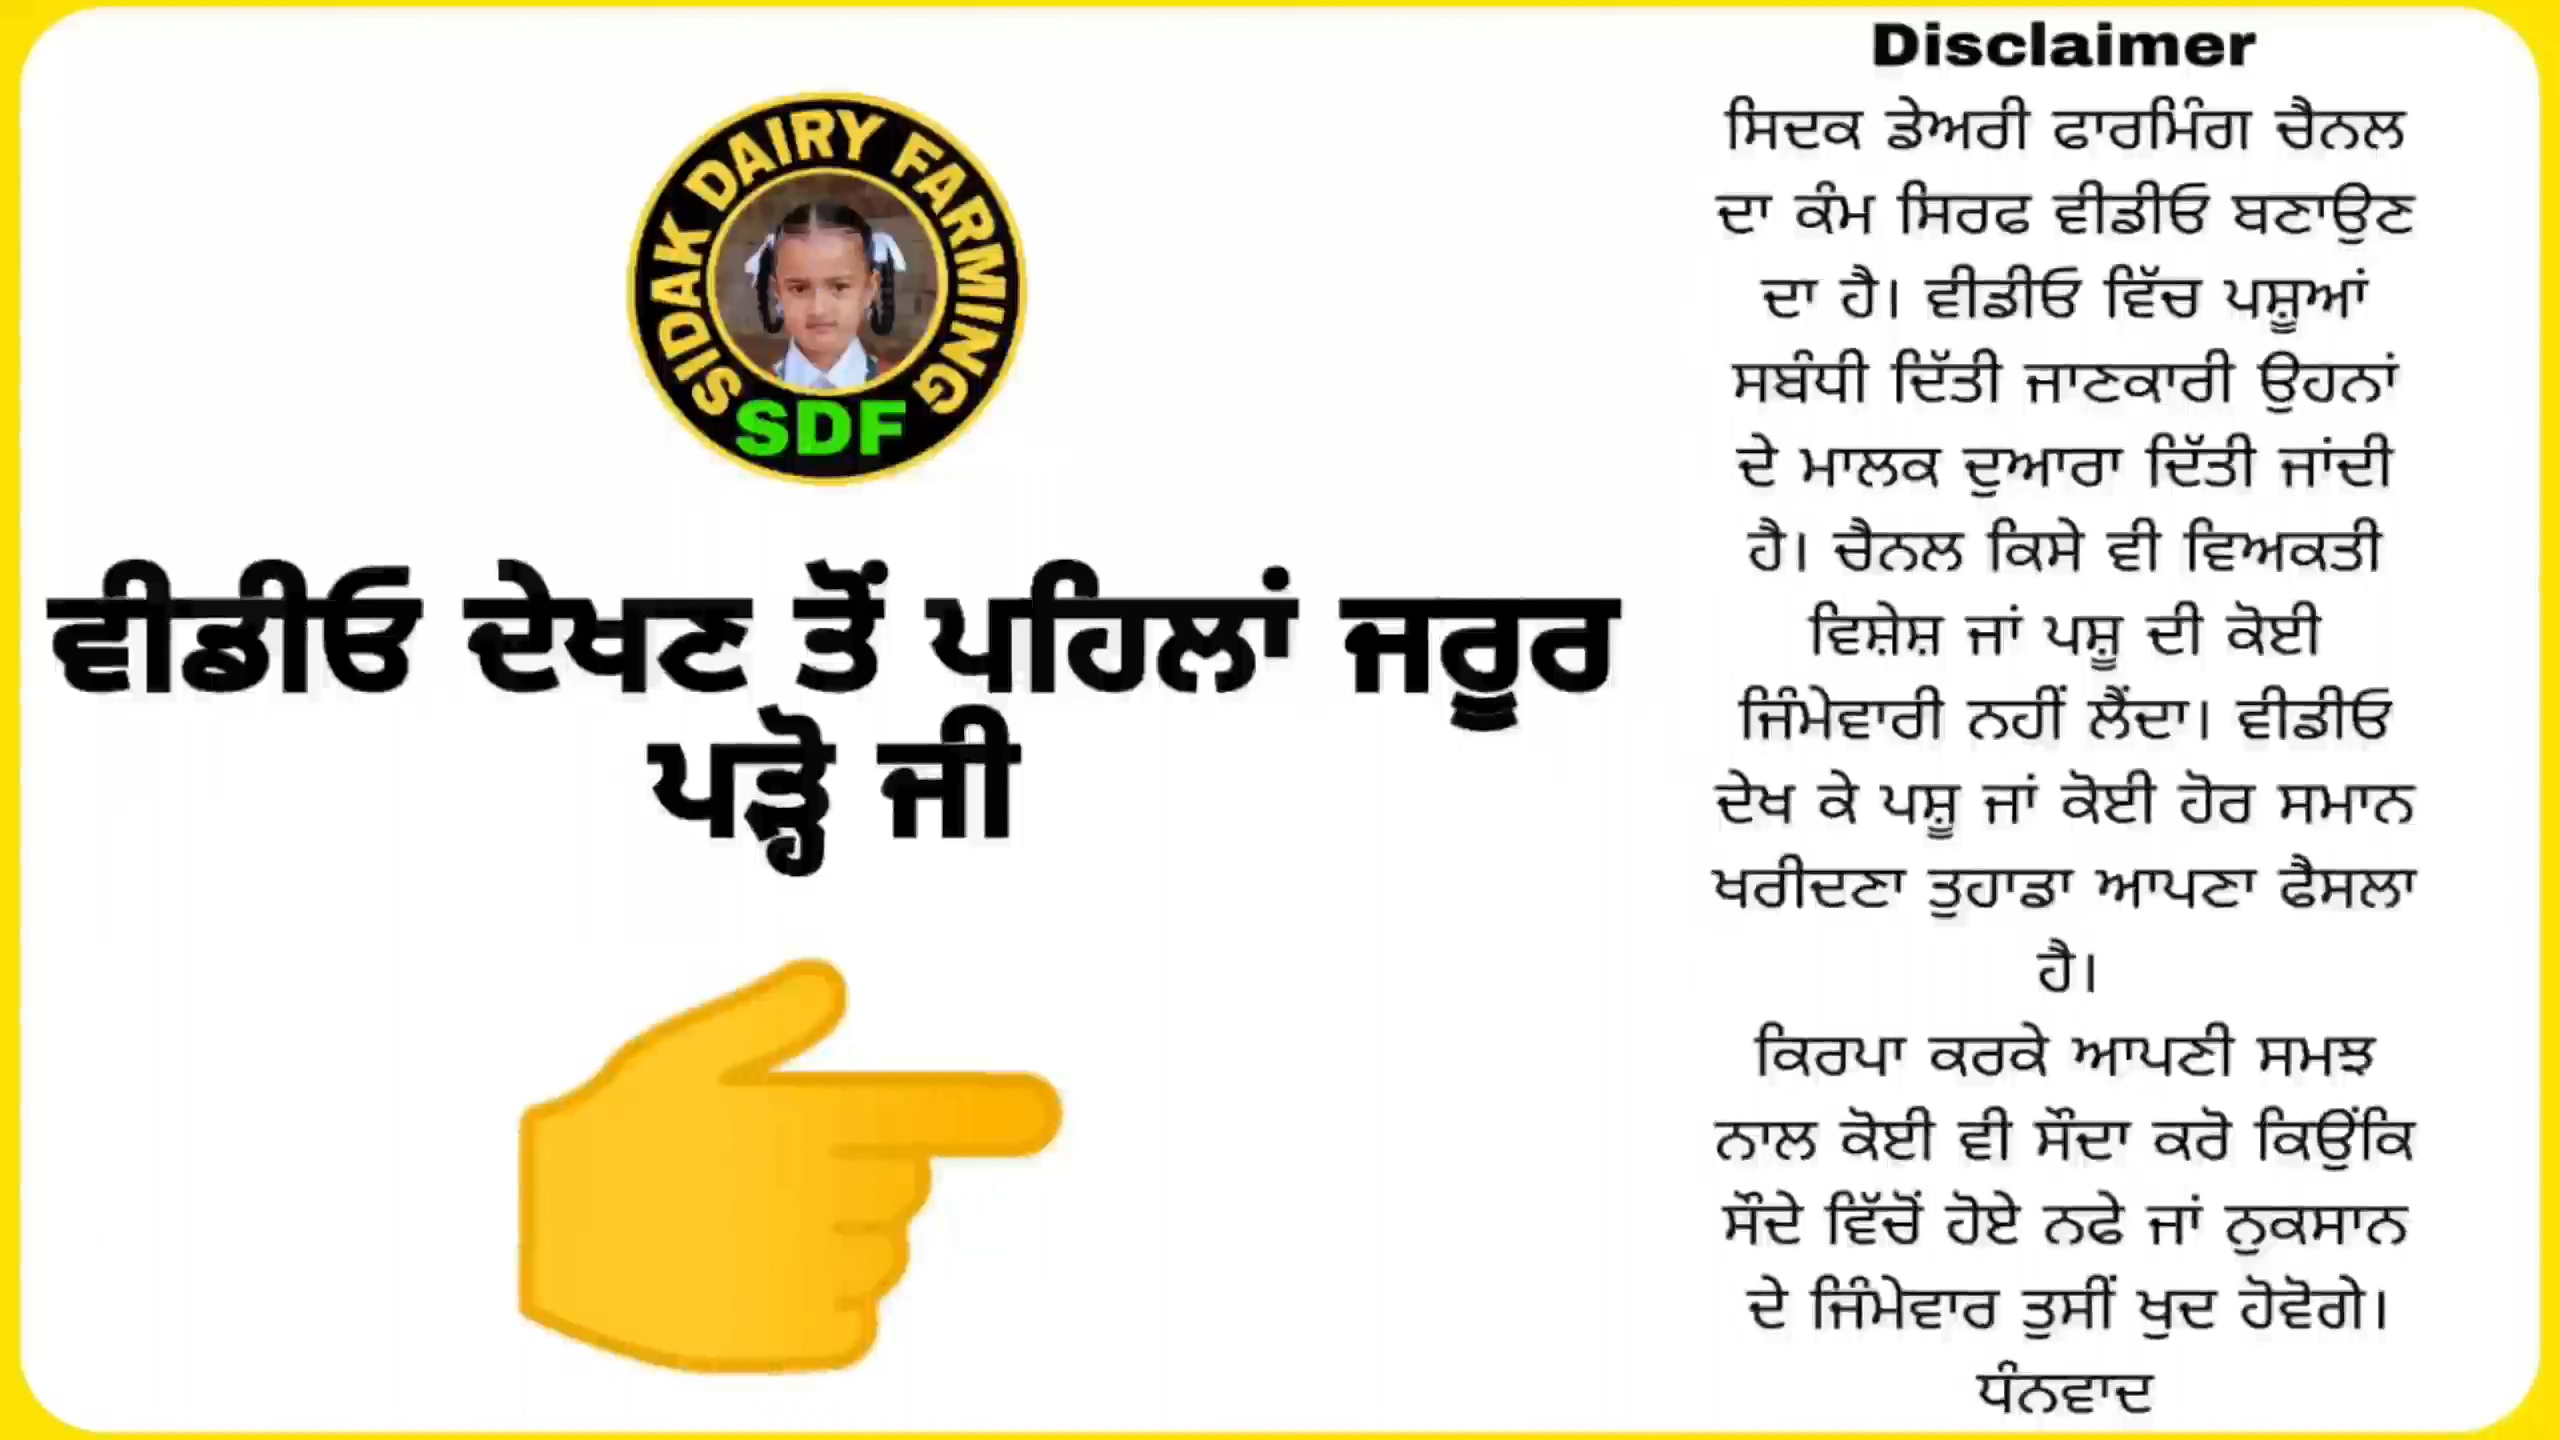 SIDAK DAIRY FARMING
SDF
ਵੀਡੀਓ ਦੇਖਣ ਤੋਂ ਪਹਿਲਾਂ ਜਰੂਰ
ਪੜ੍ਹੋ ਜੀ
Disclaimer
ਸਿਦਕ ਡੇਅਰੀ ਫਾਰਮਿੰਗ ਚੈਨਲ
ਦਾ ਕੰਮ ਸਿਰਫ ਵੀਡੀਓ ਬਣਾਉਣ
ਦਾ ਹੈ। ਵੀਡੀਓ ਵਿੱਚ ਪਸ਼ੂਆਂ
ਸਬੰਧੀ ਦਿੱਤੀ ਜਾਣਕਾਰੀ ਉਹਨਾਂ
ਦੇ ਮਾਲਕ ਦੁਆਰਾ ਦਿੱਤੀ ਜਾਂਦੀ
ਹੈ। ਚੈਨਲ ਕਿਸੇ ਵੀ ਵਿਅਕਤੀ
ਵਿਸ਼ੇਸ਼ ਜਾਂ ਪਸ਼ੂ ਦੀ ਕੋਈ
ਜਿੰਮੇਵਾਰੀ ਨਹੀਂ ਲੈਂਦਾ। ਵੀਡੀਓ
ਦੇਖ ਕੇ ਪਸ਼ੂ ਜਾਂ ਕੋਈ ਹੋਰ ਸਮਾਨ
ਖਰੀਦਣਾ ਤੁਹਾਡਾ ਆਪਣਾ ਫੈਸਲਾ
ਹੈ।
ਕਿਰਪਾ ਕਰਕੇ ਆਪਣੀ ਸਮਝ
ਨਾਲ ਕੋਈ ਵੀ ਸੌਦਾ ਕਰੋ ਕਿਉਂਕਿ
ਸੌਦੇ ਵਿੱਚੋਂ ਹੋਏ ਨਫੇ ਜਾਂ ਨੁਕਸਾਨ
ਦੇ ਜਿੰਮੇਵਾਰ ਤੁਸੀਂ ਖੁਦ ਹੋਵੋਗੇ।
ਧੰਨਵਾਦ